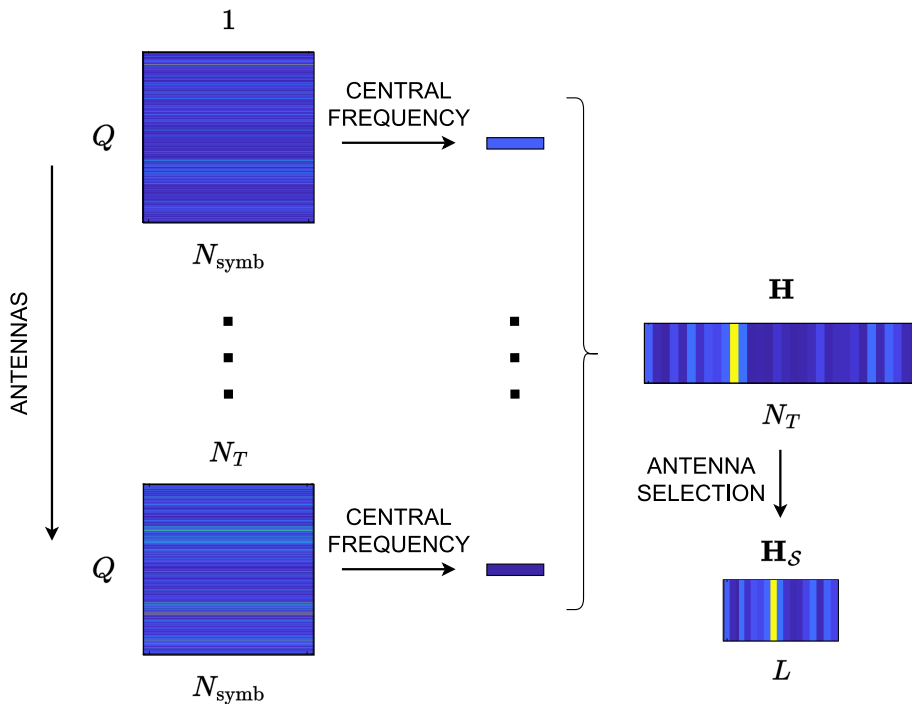 1
CENTRAL
FREQUENCY
Q
N_symb
ANTENNAS
H
N_T
N_T
ANTENNA
SELECTION
CENTRAL
FREQUENCY
H_S
Q
L
N_symb